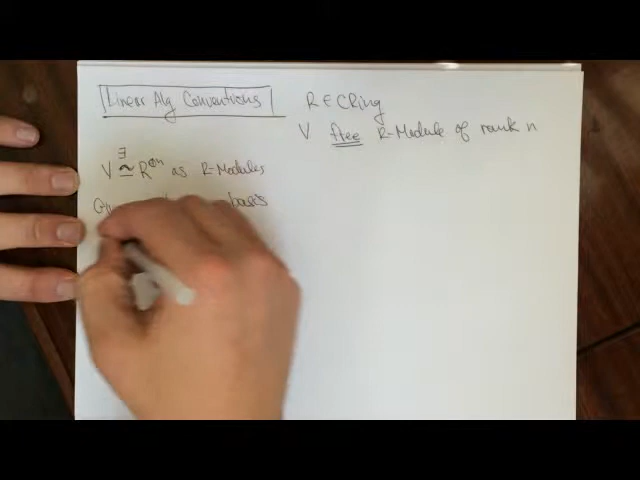 Linear Alg Conventions
R ∈ CRing
V free R-Module of rank n
∃
V ≅ R^⊕n as R-Modules
basis